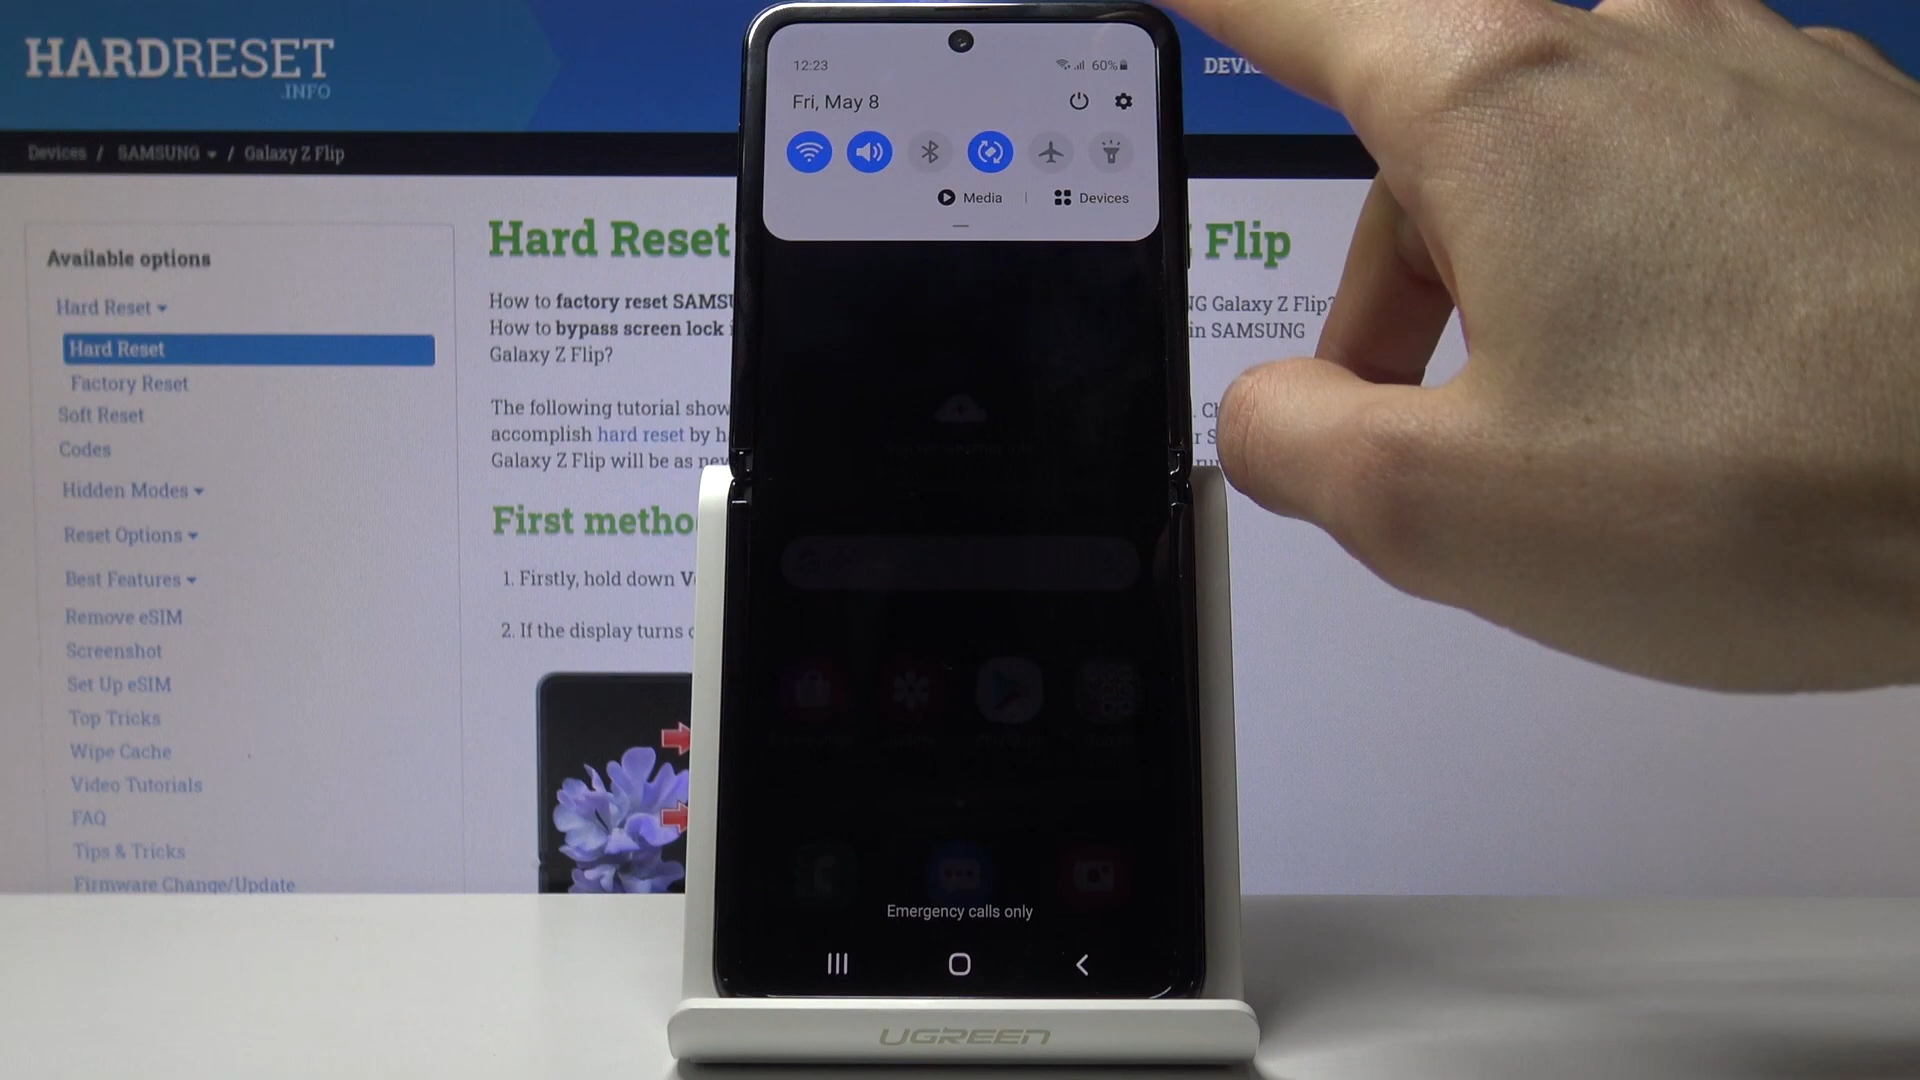 HARDRESET
.INFO
DEVIC
Devices / SAMSUNG / Galaxy Z Flip
Available options
Hard Reset
Hard Reset
Factory Reset
Soft Reset
Codes
Hidden Modes
Reset Options
Best Features
Remove eSIM
Screenshot
Set Up eSIM
Top Tricks
Wipe Cache
Video Tutorials
FAQ
Tips & Tricks
Firmware Change/Update
Hard Reset Z Flip
How to factory reset SAMSU NG Galaxy Z Flip?
How to bypass screen lock in SAMSUNG
Galaxy Z Flip?
The following tutorial show
accomplish hard reset by h
Galaxy Z Flip will be as new
First metho
1. Firstly, hold down V
2. If the display turns
12:23
60%
Fri, May 8
Media | Devices
Emergency calls only
UGREEN